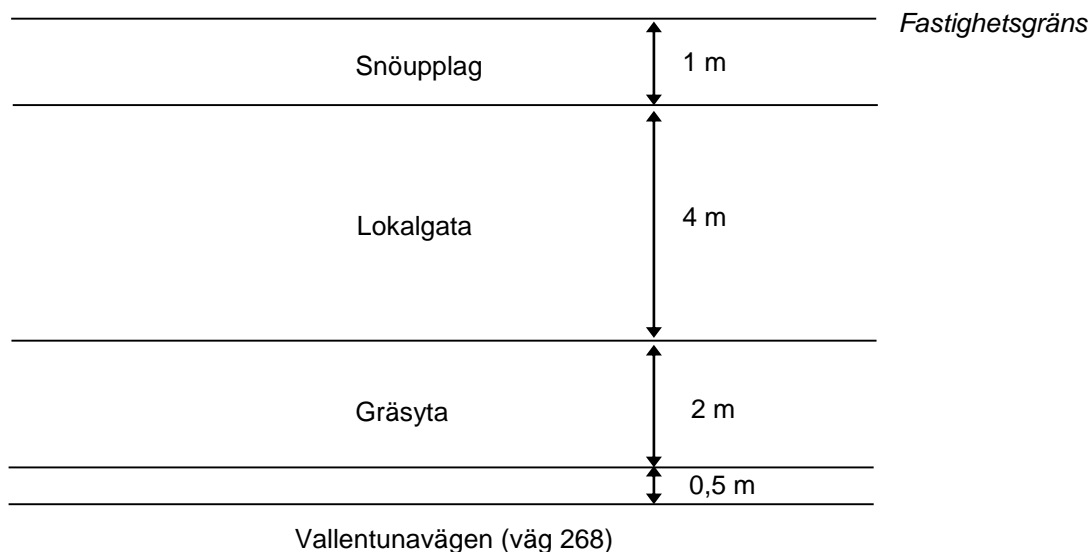 Fastighetsgräns
Snöupplag
1 m
Lokalgata
4 m
Gräsyta
2 m
0,5 m
Vallentunavägen (väg 268)